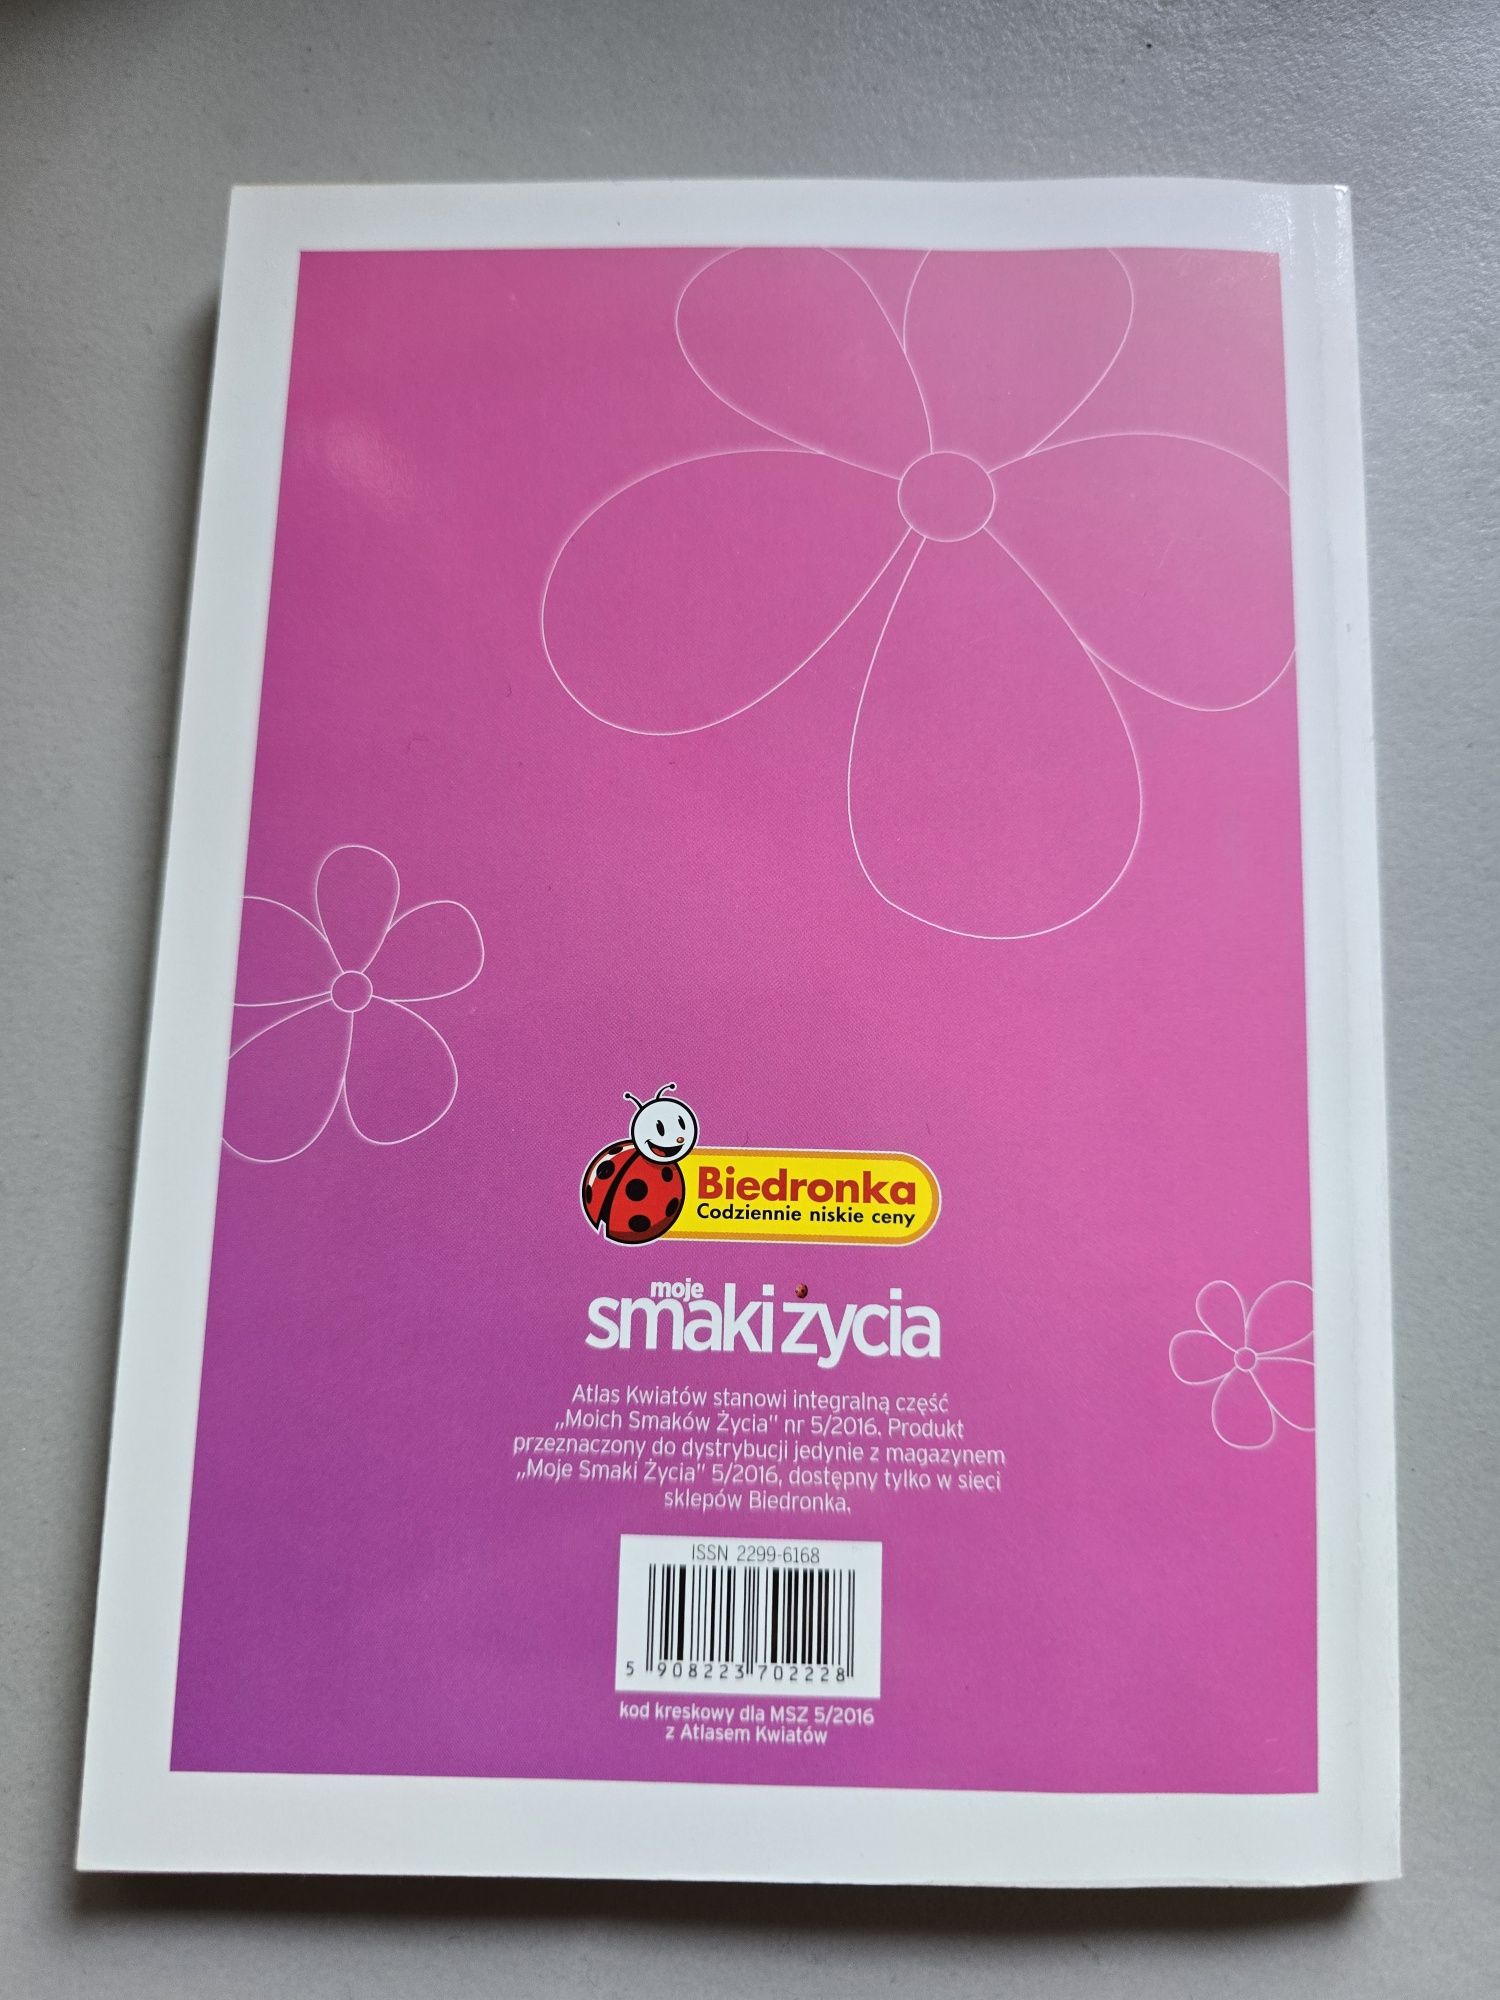 Biedronka
Codziennie niskie ceny
moje
smaki życia
Atlas Kwiatów stanowi integralną część
„Moich Smaków Życia" nr 5/2016. Produkt
przeznaczony do dystrybucji jedynie z magazynem
„Moje Smaki Życia" 5/2016, dostępny tylko w sieci
sklepów Biedronka.
ISSN 2299-6168
5 908223 702228
kod kreskowy dla MSZ 5/2016
z Atlasem Kwiatów